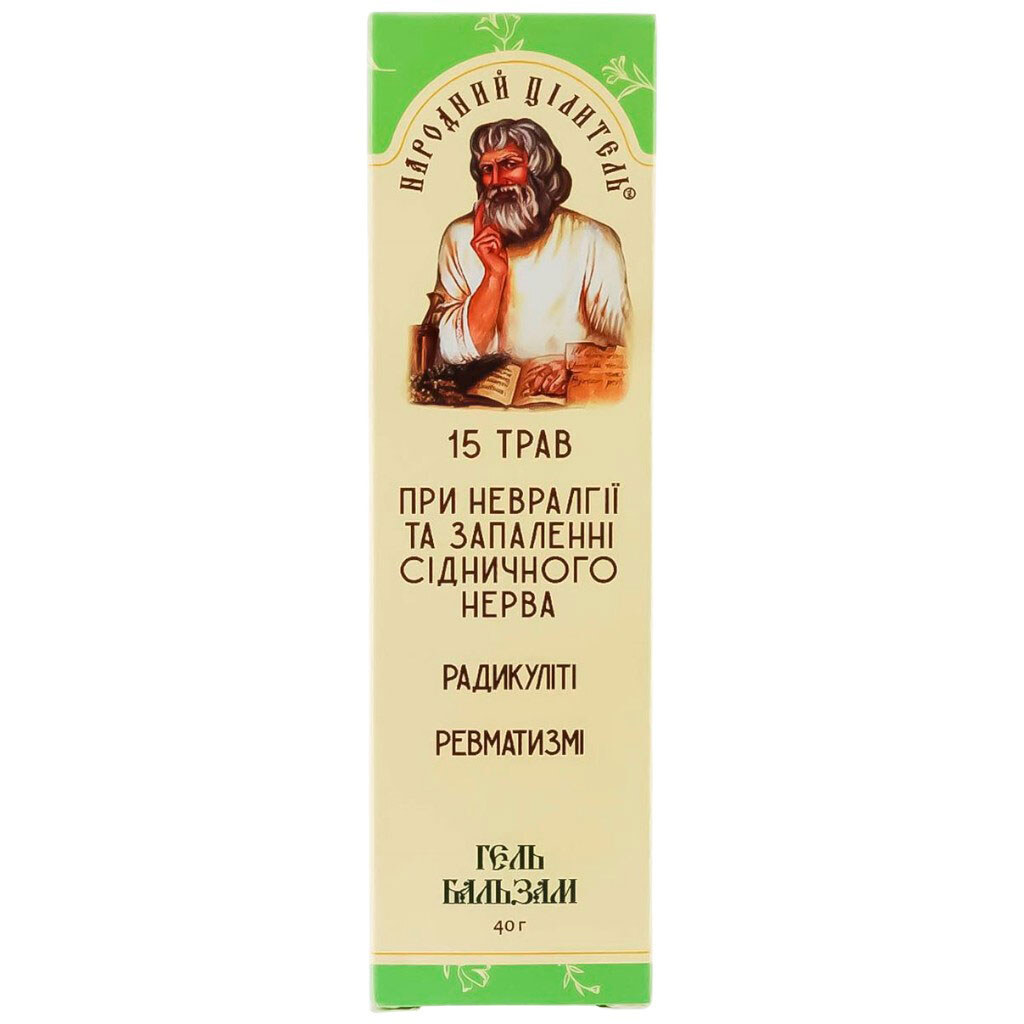 НАРОДНИЙ ЦІЛИТЕЛЬ®
15 ТРАВ
ПРИ НЕВРАЛГІЇ
ТА ЗАПАЛЕННІ
СІДНИЧНОГО
НЕРВА
РАДИКУЛІТІ
РЕВМАТИЗМІ
ГЕЛЬ
БАЛЬЗАМ
40 г